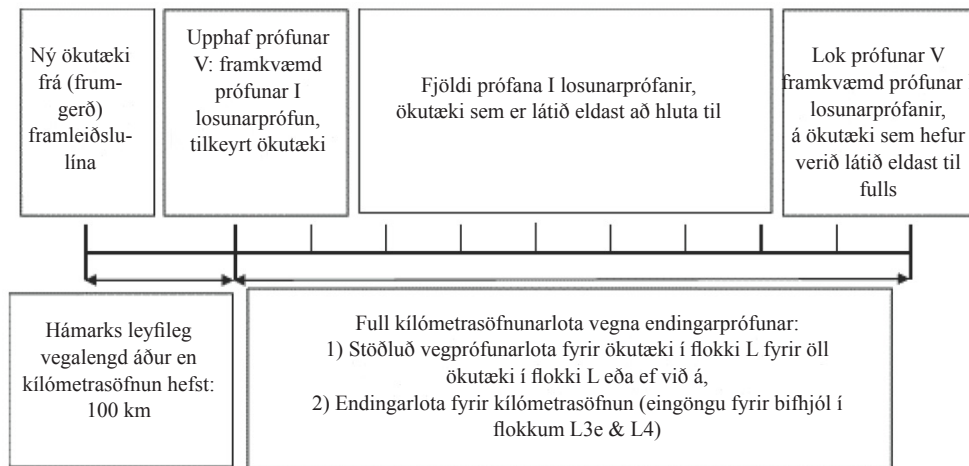 Ný ökutæki
frá (frum-
gerð)
framleiðslu-
lína
Upphaf prófunar
V: framkvæmd
prófunar I
losunarprófun,
tilkeyrt ökutæki
Fjöldi prófana I losunarprófanir,
ökutæki sem er látið eldast að hluta til
Lok prófunar V
framkvæmd prófunar
losunarprófanir,
á ökutæki sem hefur
verið látið eldast til
fulls
Hámarks leyfileg
vegalengd áður en
kílómetrasöfnun hefst:
100 km
Full kílómetrasöfnunarlota vegna endingarprófunar:
1) Stöðluð vegprófunarlota fyrir ökutæki í flokki L fyrir öll
ökutæki í flokki L eða ef við á,
2) Endingarlota fyrir kílómetrasöfnun (eingöngu fyrir bifhjól í
flokkum L3e & L4)